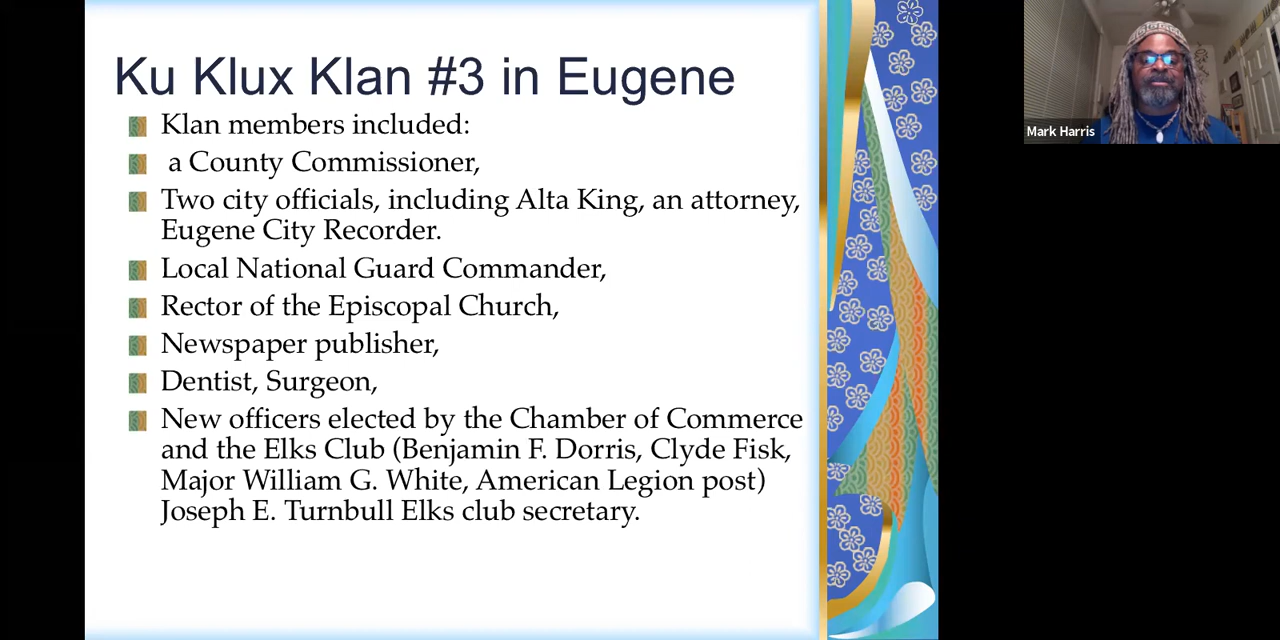 Ku Klux Klan #3 in Eugene
Klan members included:
a County Commissioner,
Two city officials, including Alta King, an attorney,
Eugene City Recorder.
Local National Guard Commander,
Rector of the Episcopal Church,
Newspaper publisher,
Dentist, Surgeon,
New officers elected by the Chamber of Commerce
and the Elks Club (Benjamin F. Dorris, Clyde Fisk,
Major William G. White, American Legion post)
Joseph E. Turnbull Elks club secretary.
Mark Harris